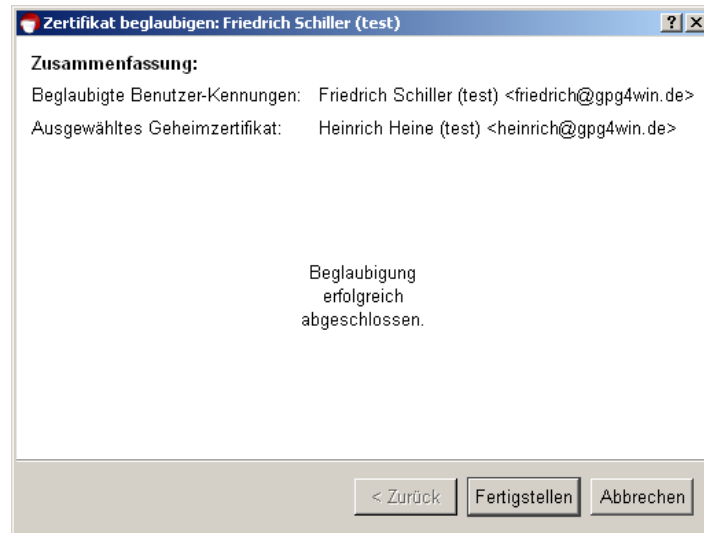 Zertifikat beglaubigen: Friedrich Schiller (test)
Zusammenfassung:
Beglaubigte Benutzer-Kennungen: Friedrich Schiller (test) <friedrich@gpg4win.de>
Ausgewähltes Geheimzertifikat: Heinrich Heine (test) <heinrich@gpg4win.de>
Beglaubigung
erfolgreich
abgeschlossen.
< Zurück Fertigstellen Abbrechen